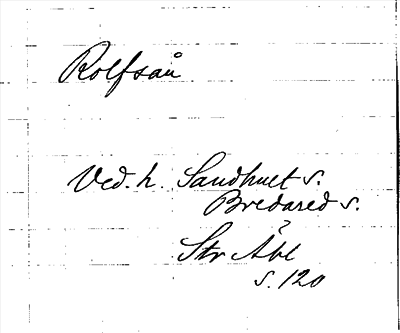 Rolfsån
Ved. h. Sandhult s.
Bredared s.
Str Åbl
s. 120